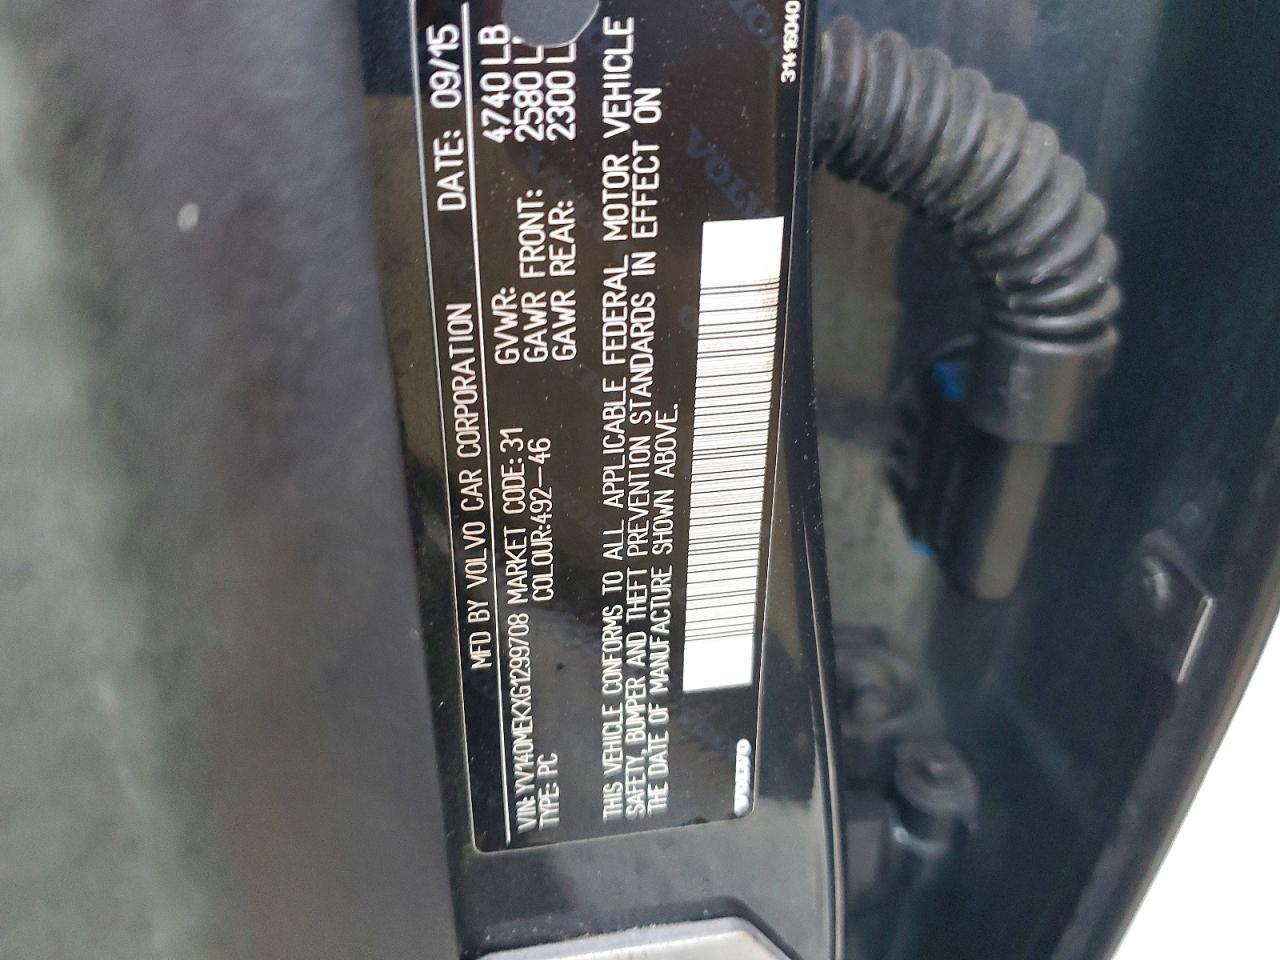 MFD BY VOLVO CAR CORPORATION DATE: 09/15
VIN: YV140MEKXG1299708 MARKET CODE: 31 GVWR: 4740 LB
TYPE: PC COLOUR:492-46 GAWR FRONT: 2580 L
GAWR REAR: 2300 L
THIS VEHICLE CONFORMS TO ALL APPLICABLE FEDERAL MOTOR VEHICLE
SAFETY, BUMPER AND THEFT PREVENTION STANDARDS IN EFFECT ON
THE DATE OF MANUFACTURE SHOWN ABOVE.
VOLVO 31416040